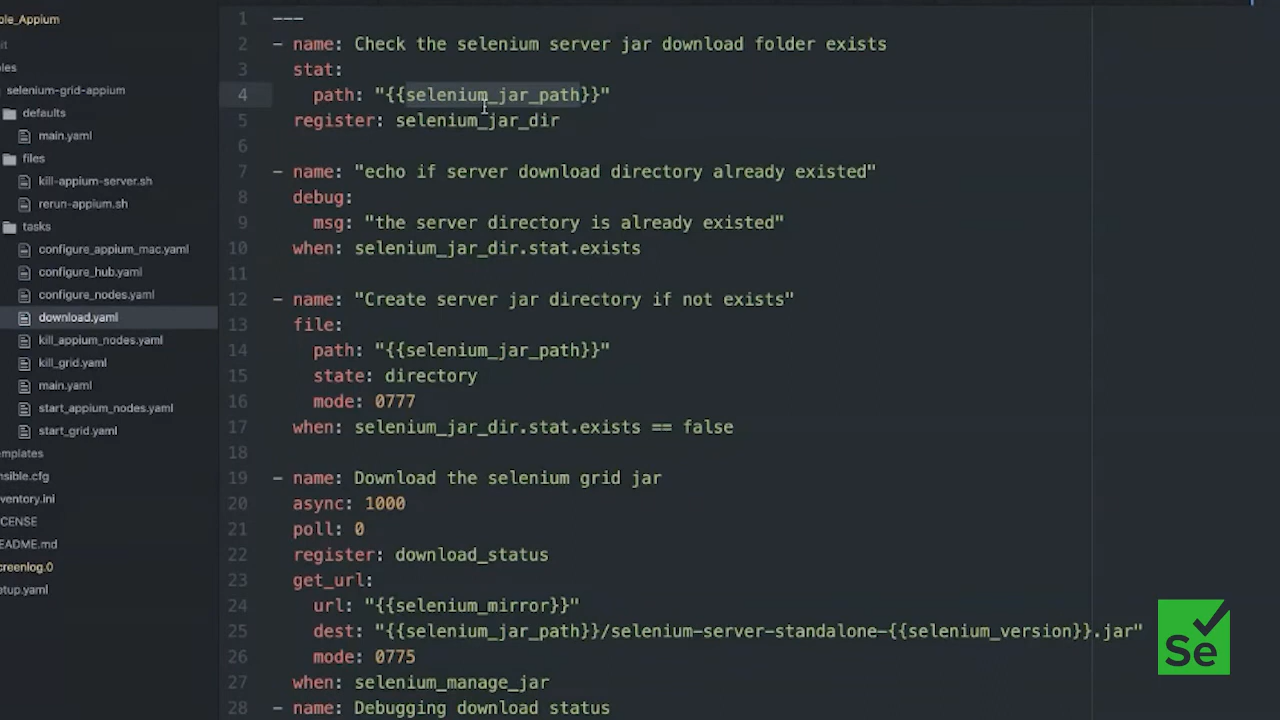 ble_Appium
it
les
selenium-grid-appium
defaults
main.yaml
files
kill-appium-server.sh
rerun-appium.sh
tasks
configure_appium_mac.yaml
configure_hub.yaml
configure_nodes.yaml
download.yaml
kill_appium_nodes.yaml
kill_grid.yaml
main.yaml
start_appium_nodes.yaml
start_grid.yaml
emplates
nsible.cfg
ventory.ini
CENSE
EADME.md
creenlog.0
etup.yaml
1 ---
2 - name: Check the selenium server jar download folder exists
3 stat:
4 path: "{{selenium_jar_path}}"
5 register: selenium_jar_dir
6
7 - name: "echo if server download directory already existed"
8 debug:
9 msg: "the server directory is already existed"
10 when: selenium_jar_dir.stat.exists
11
12 - name: "Create server jar directory if not exists"
13 file:
14 path: "{{selenium_jar_path}}"
15 state: directory
16 mode: 0777
17 when: selenium_jar_dir.stat.exists == false
18
19 - name: Download the selenium grid jar
20 async: 1000
21 poll: 0
22 register: download_status
23 get_url:
24 url: "{{selenium_mirror}}"
25 dest: "{{selenium_jar_path}}/selenium-server-standalone-{{selenium_version}}.jar"
26 mode: 0775
27 when: selenium_manage_jar
28 - name: Debugging download status
Se